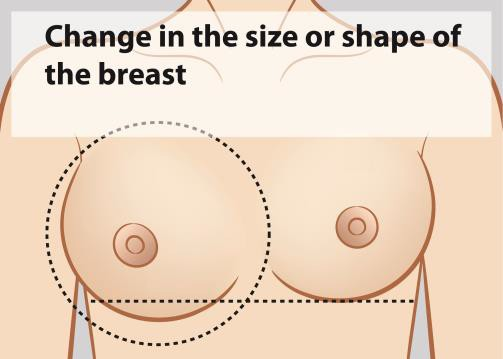 Change in the size or shape of
the breast